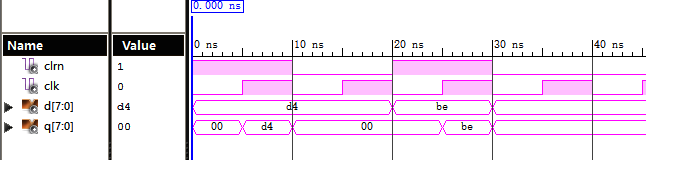 0.000 ns
Name Value
0 ns 10 ns 20 ns 30 ns 40 ns
clrn 1
clk 0
d[7:0] d4 d4 be
q[7:0] 00 00 d4 00 be